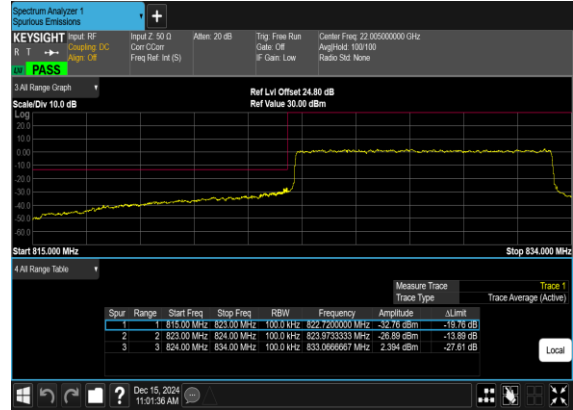 Spectrum Analyzer 1
Spurious Emissions
+
KEYSIGHT Input: RF Input Z: 50 Ω Atten: 20 dB Trig: Free Run Center Freq: 22.005000000 GHz
R T Coupling: DC Corr CCorr Gate: Off Avg|Hold: 100/100
Align: Off Freq Ref: Int (S) IF Gain: Low Radio Std: None
PASS
3 All Range Graph
Ref Lvl Offset 24.80 dB
Scale/Div 10.0 dB Ref Value 30.00 dBm
Log
20.0
10.0
0.00
-10.0
-20.0
-30.0
-40.0
-50.0
-60.0
Start 815.000 MHz Stop 834.000 MHz
4 All Range Table
Measure Trace Trace 1
Trace Type Trace Average (Active)
Spur Range Start Freq Stop Freq RBW Frequency Amplitude ΔLimit
1 1 815.00 MHz 823.00 MHz 100.0 kHz 822.7200000 MHz -32.76 dBm -19.76 dB
2 2 823.00 MHz 824.00 MHz 100.0 kHz 823.9733333 MHz -26.89 dBm -13.89 dB
3 3 824.00 MHz 834.00 MHz 100.0 kHz 833.0666667 MHz 2.394 dBm -27.61 dB
Local
? Dec 15, 2024
11:01:36 AM